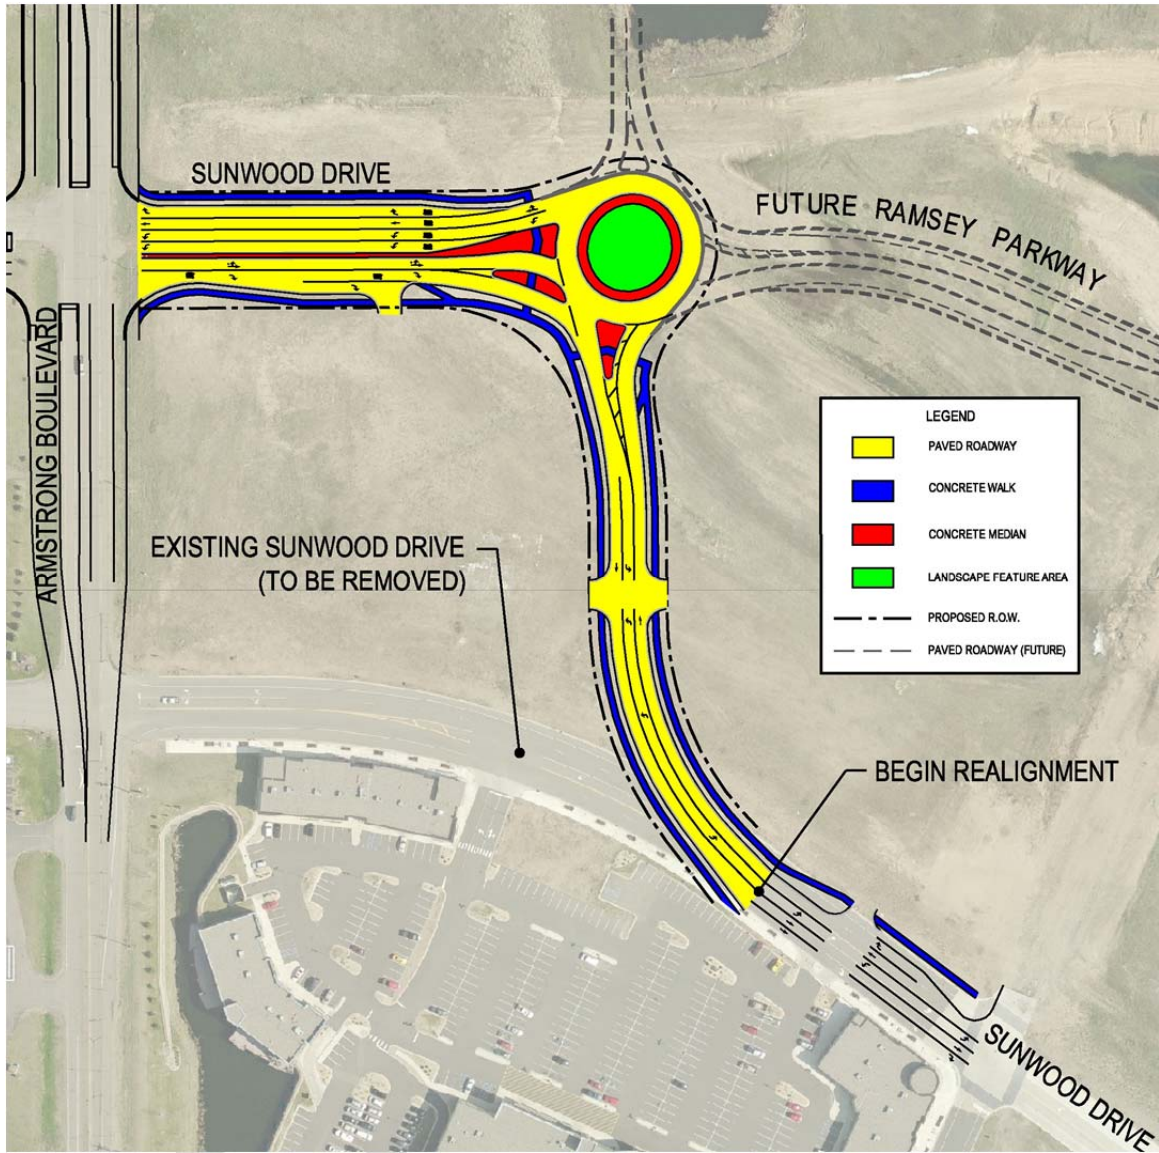 SUNWOOD DRIVE
FUTURE RAMSEY PARKWAY
ARMSTRONG BOULEVARD
LEGEND
PAVED ROADWAY
CONCRETE WALK
CONCRETE MEDIAN
LANDSCAPE FEATURE AREA
PROPOSED R.O.W.
PAVED ROADWAY (FUTURE)
EXISTING SUNWOOD DRIVE
(TO BE REMOVED)
BEGIN REALIGNMENT
SUNWOOD DRIVE